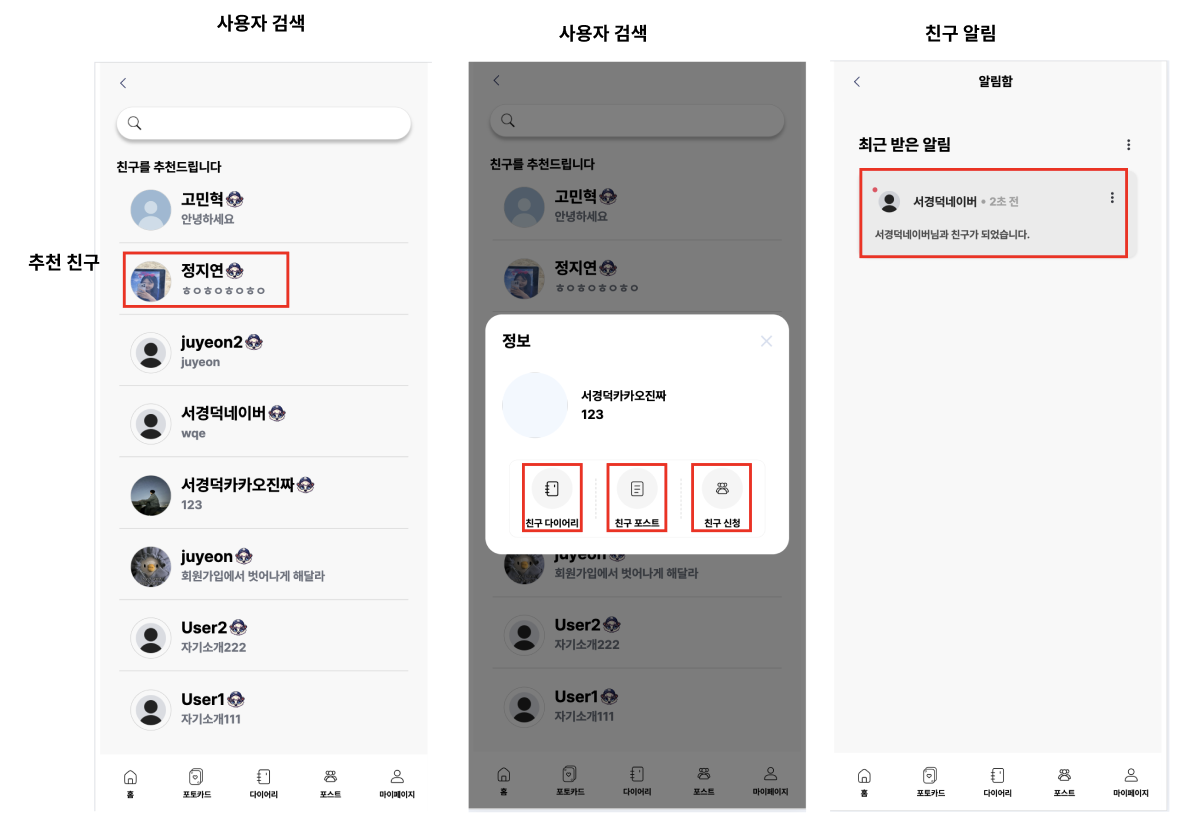 사용자 검색
친구를 추천드립니다
고민혁
안녕하세요
추천 친구
정지연
ㅎㅇㅎㅇㅎㅇㅎㅇ
juyeon2
juyeon
서경덕네이버
wqe
서경덕카카오진짜
123
juyeon
회원가입에서 벗어나게 해달라
User2
자기소개222
User1
자기소개111
홈
포토카드
다이어리
포스트
마이페이지
사용자 검색
친구를 추천드립니다
고민혁
안녕하세요
정지연
ㅎㅇㅎㅇㅎㅇㅎㅇ
정보
서경덕카카오진짜
123
친구 다이어리
친구 포스트
친구 신청
juyeon
회원가입에서 벗어나게 해달라
User2
자기소개222
User1
자기소개111
홈
포토카드
다이어리
포스트
마이페이지
친구 알림
알림함
최근 받은 알림
서경덕네이버 • 2초 전
서경덕네이버님과 친구가 되었습니다.
홈
포토카드
다이어리
포스트
마이페이지